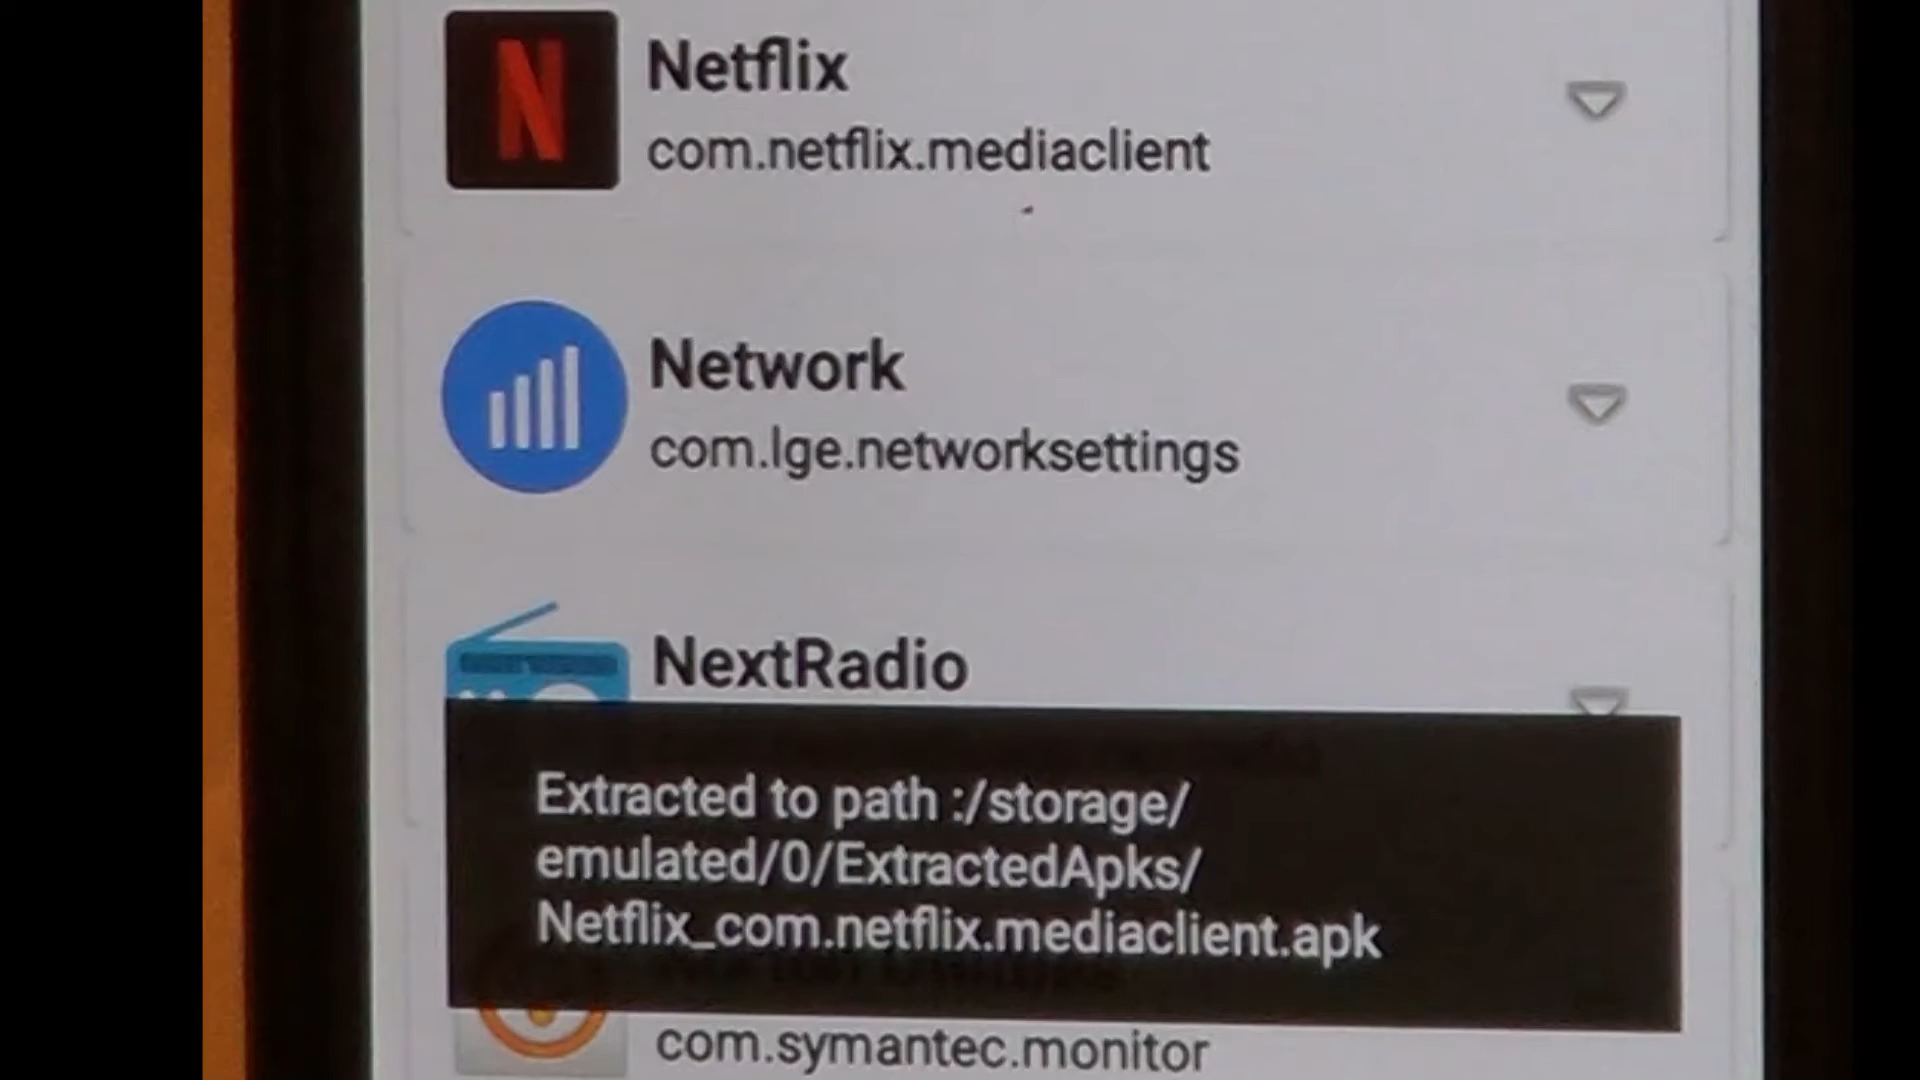 N
Netflix
com.netflix.mediaclient
Network
com.lge.networksettings
NextRadio
Extracted to path :/storage/
emulated/0/ExtractedApks/
Netflix_com.netflix.mediaclient.apk
com.symantec.monitor